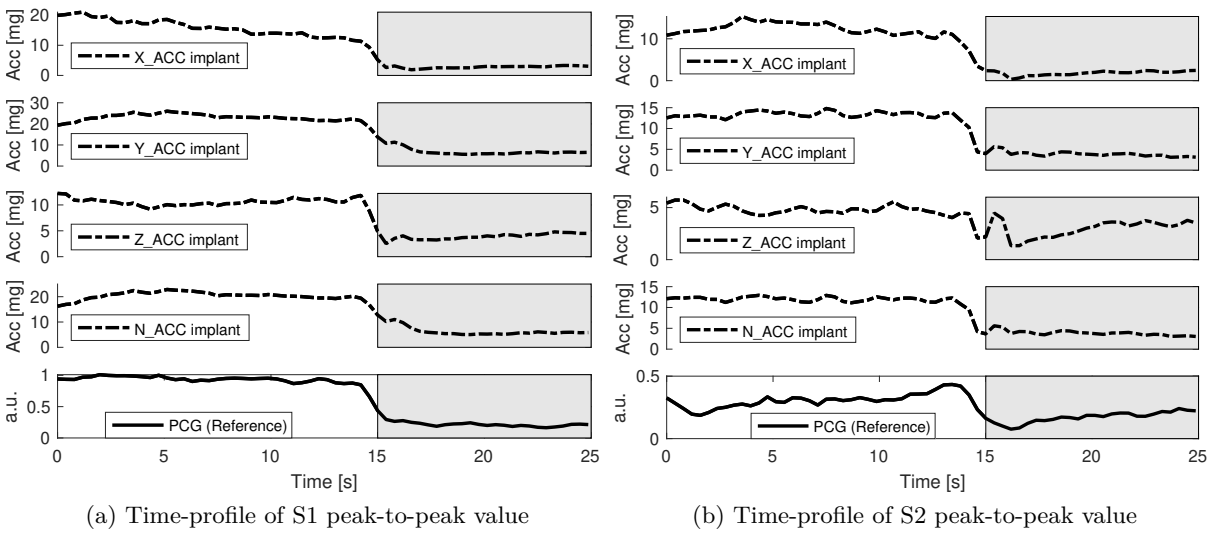 20
10
0
Acc [mg]
X_ACC implant
30
20
10
0
Acc [mg]
Y_ACC implant
10
5
0
Acc [mg]
Z_ACC implant
20
10
0
Acc [mg]
N_ACC implant
1
0.5
0
a.u.
PCG (Reference)
0 5 10 15 20 25
Time [s]
(a) Time-profile of S1 peak-to-peak value
10
0
Acc [mg]
X_ACC implant
15
10
5
0
Acc [mg]
Y_ACC implant
5
0
Acc [mg]
Z_ACC implant
15
10
5
0
Acc [mg]
N_ACC implant
0.5
0
a.u.
PCG (Reference)
0 5 10 15 20 25
Time [s]
(b) Time-profile of S2 peak-to-peak value